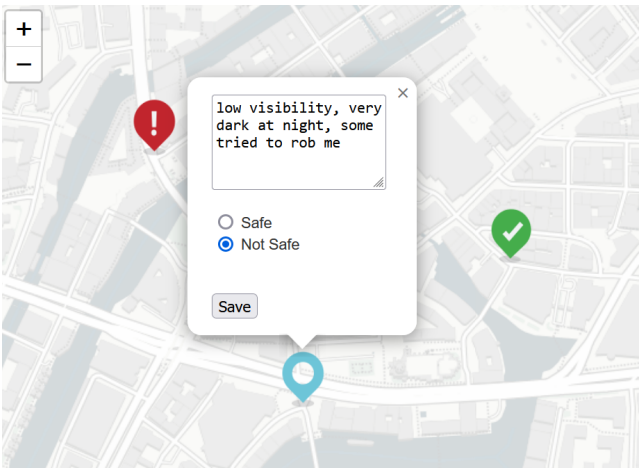 +
−
×
low visibility, very
dark at night, some
tried to rob me
Safe
Not Safe
Save